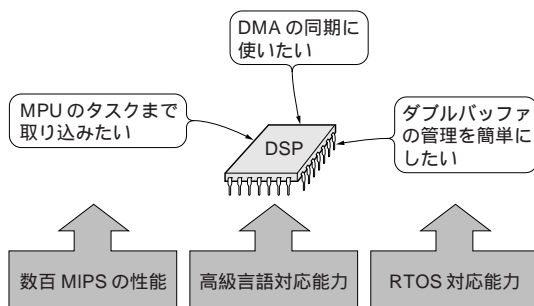 DMA の同期に
使いたい
MPU のタスクまで
取り込みたい
ダブルバッファ
の管理を簡単に
したい
DSP
数百 MIPS の性能
高級言語対応能力
RTOS 対応能力